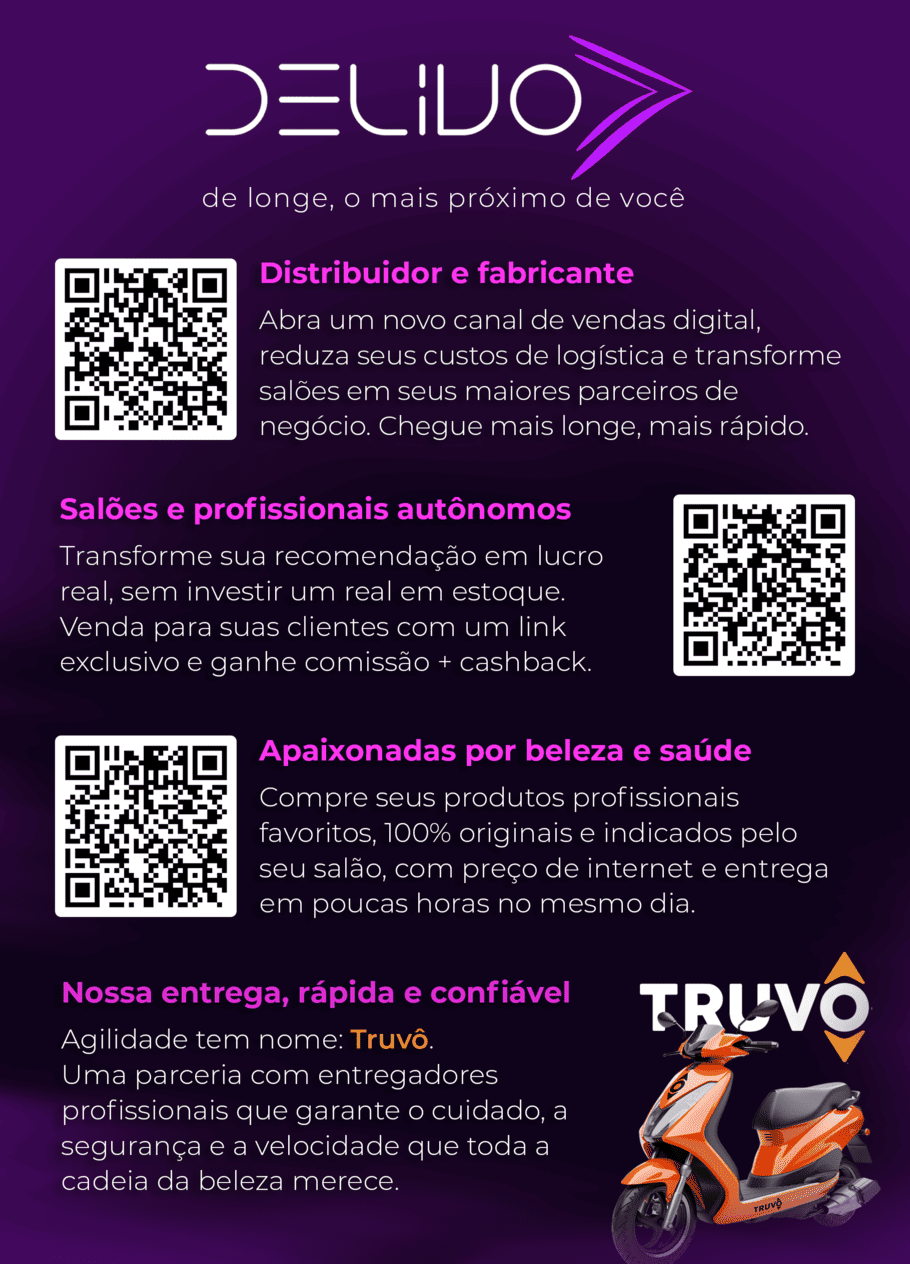 DELIVO
de longe, o mais próximo de você
Distribuidor e fabricante
Abra um novo canal de vendas digital,
reduza seus custos de logística e transforme
salões em seus maiores parceiros de
negócio. Chegue mais longe, mais rápido.
Salões e profissionais autônomos
Transforme sua recomendação em lucro
real, sem investir um real em estoque.
Venda para suas clientes com um link
exclusivo e ganhe comissão + cashback.
Apaixonadas por beleza e saúde
Compre seus produtos profissionais
favoritos, 100% originais e indicados pelo
seu salão, com preço de internet e entrega
em poucas horas no mesmo dia.
Nossa entrega, rápida e confiável
Agilidade tem nome: Truvô.
Uma parceria com entregadores
profissionais que garante o cuidado, a
segurança e a velocidade que toda a
cadeia da beleza merece.
TRUVÔ
TRUVÔ